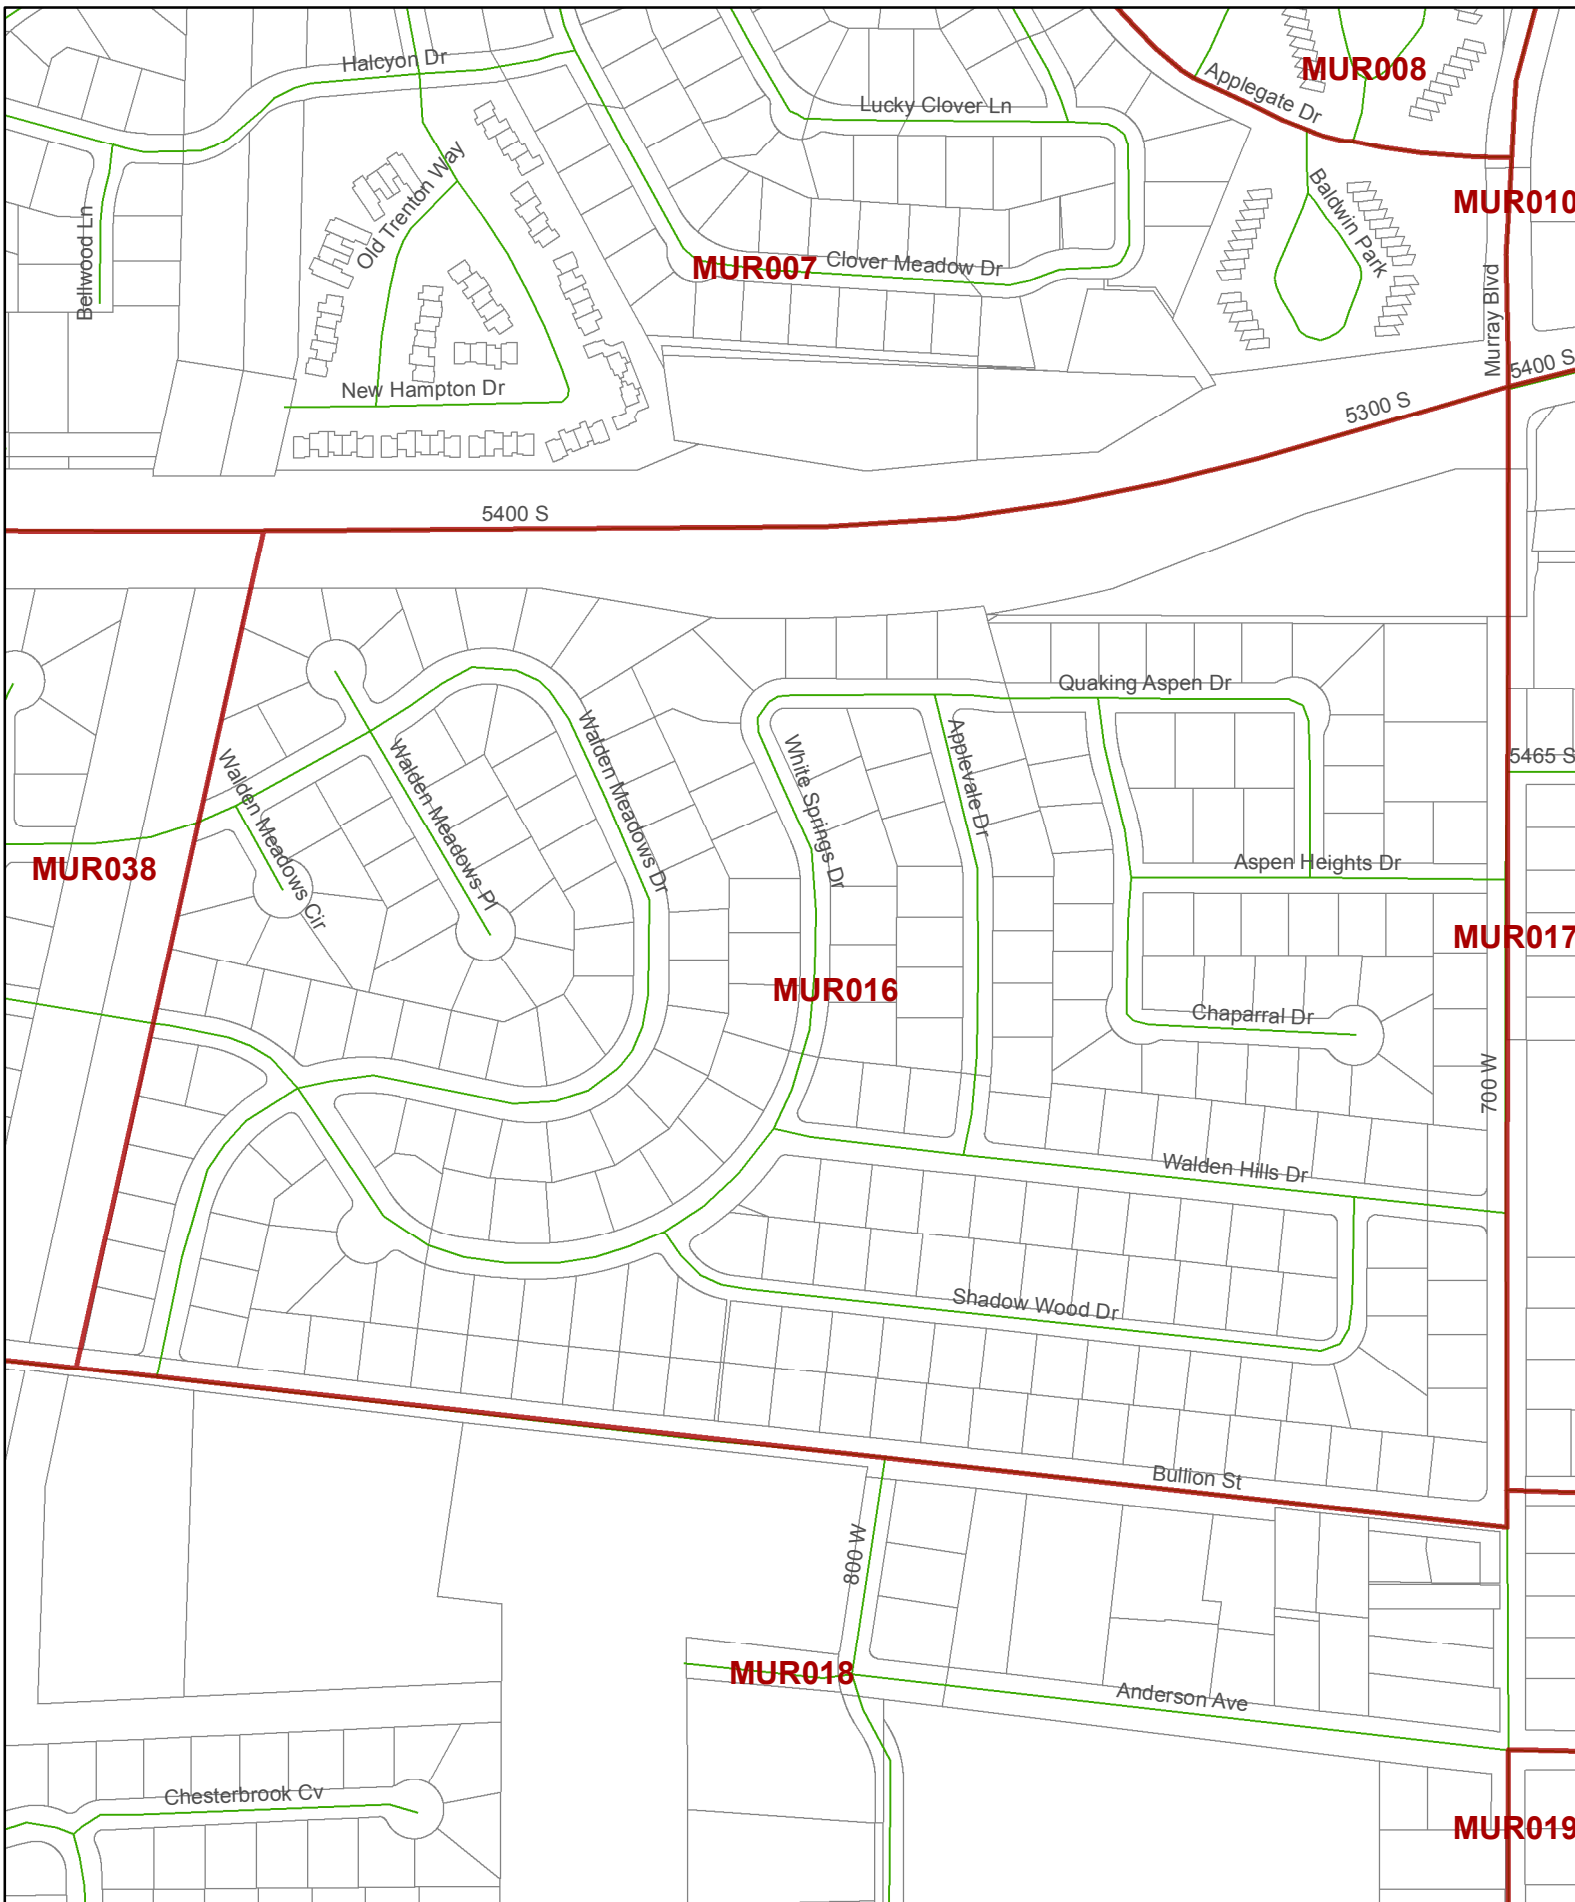 Halcyon Dr
MUR008
Applegate Dr
Lucky Clover Ln
Old Trenton Way
Baldwin Park
MUR010
Bellwood Ln
MUR007
Clover Meadow Dr
Murray Blvd
5400 S
New Hampton Dr
5300 S
5400 S
Quaking Aspen Dr
Walden Meadows Dr
White Springs Dr
Applevale Dr
Walden Meadows Pl
Walden Meadows Cir
5465 S
MUR038
Aspen Heights Dr
MUR017
MUR016
Chaparral Dr
700 W
Walden Hills Dr
Shadow Wood Dr
Bullion St
800 W
MUR018
Anderson Ave
Chesterbrook Cv
MUR019